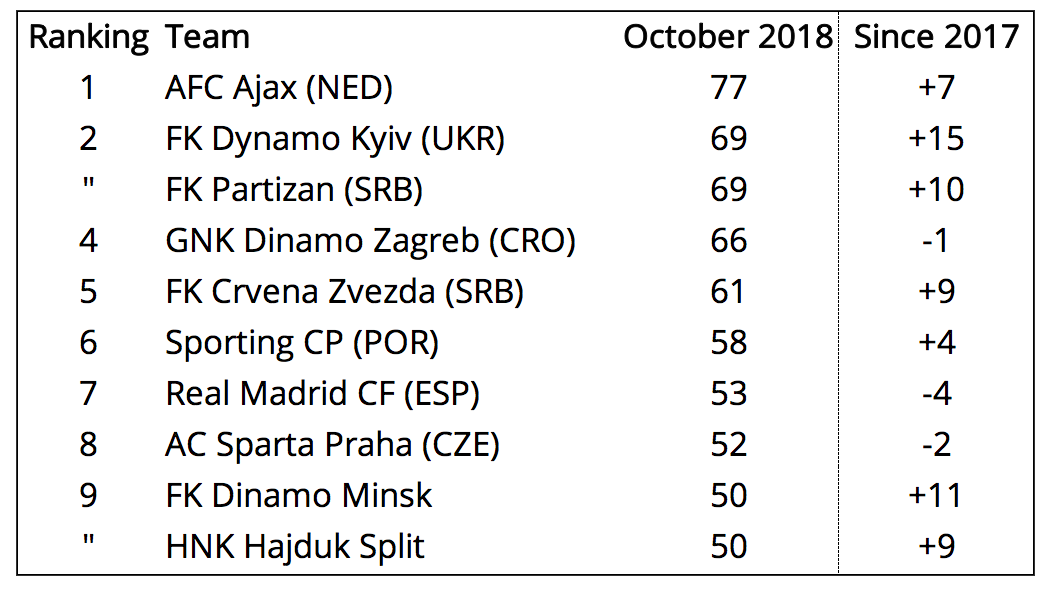 Ranking Team October 2018 Since 2017
1 AFC Ajax (NED) 77 +7
2 FK Dynamo Kyiv (UKR) 69 +15
" FK Partizan (SRB) 69 +10
4 GNK Dinamo Zagreb (CRO) 66 -1
5 FK Crvena Zvezda (SRB) 61 +9
6 Sporting CP (POR) 58 +4
7 Real Madrid CF (ESP) 53 -4
8 AC Sparta Praha (CZE) 52 -2
9 FK Dinamo Minsk 50 +11
" HNK Hajduk Split 50 +9